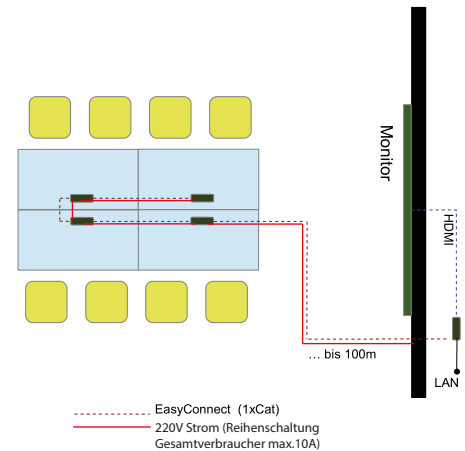 Monitor
HDMI
... bis 100m
LAN
EasyConnect (1xCat)
220V Strom (Reihenschaltung
Gesamtverbraucher max.10A)